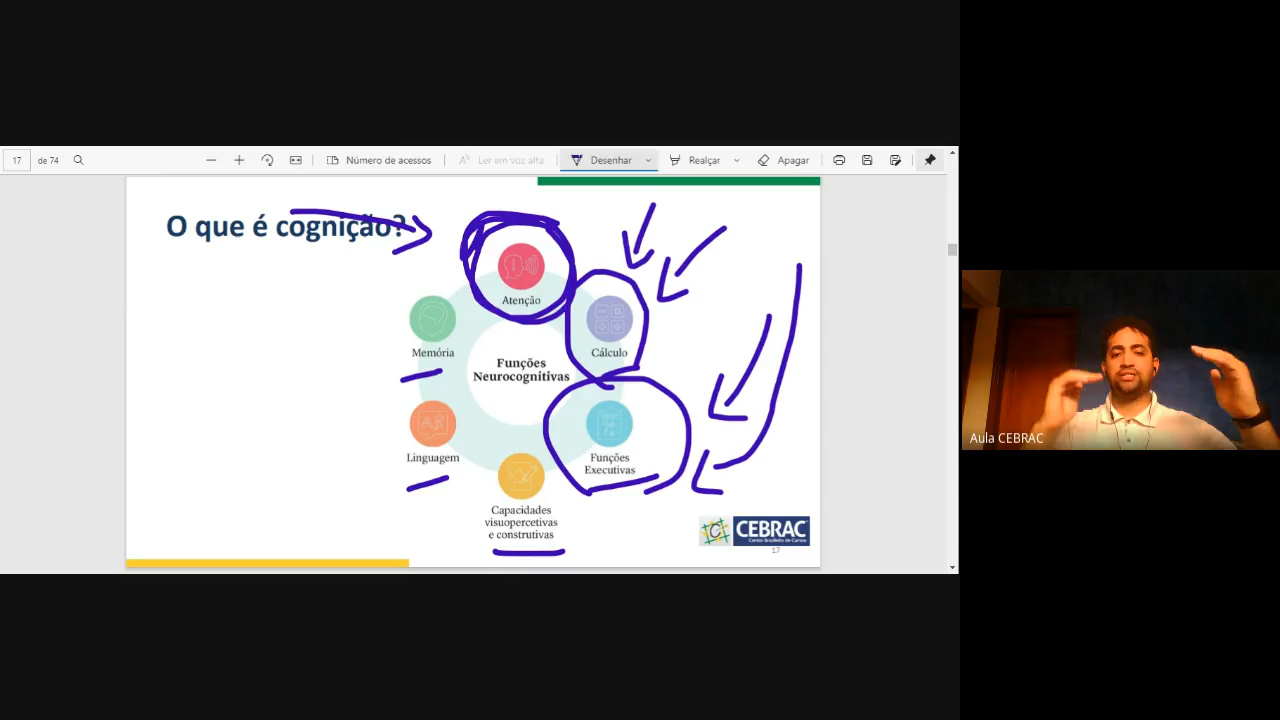 17 de 74
Número de acessos
Ler em voz alta
Desenhar
Realçar
Apagar
O que é cognição?
Atenção
Memória
Cálculo
Funções
Neurocognitivas
Linguagem
Funções
Executivas
Capacidades
visuopercetivas
e construtivas
C CEBRAC
Centro Brasileiro de Cursos
17
Aula CEBRAC